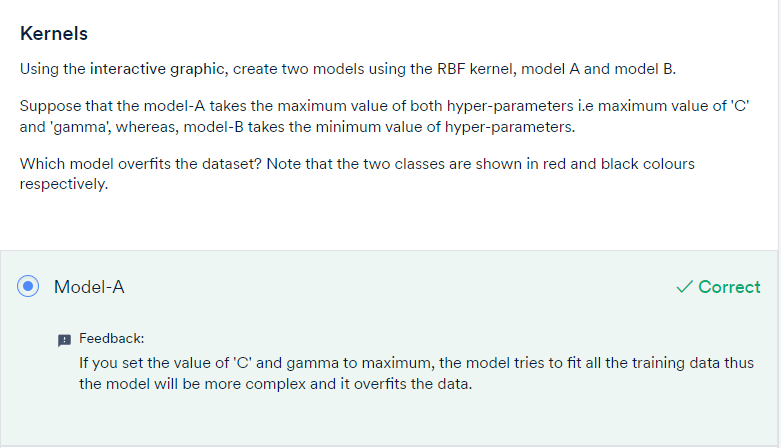 Kernels
Using the interactive graphic, create two models using the RBF kernel, model A and model B.
Suppose that the model-A takes the maximum value of both hyper-parameters i.e maximum value of 'C'
and 'gamma', whereas, model-B takes the minimum value of hyper-parameters.
Which model overfits the dataset? Note that the two classes are shown in red and black colours
respectively.
Model-A
Correct
Feedback:
If you set the value of 'C' and gamma to maximum, the model tries to fit all the training data thus
the model will be more complex and it overfits the data.